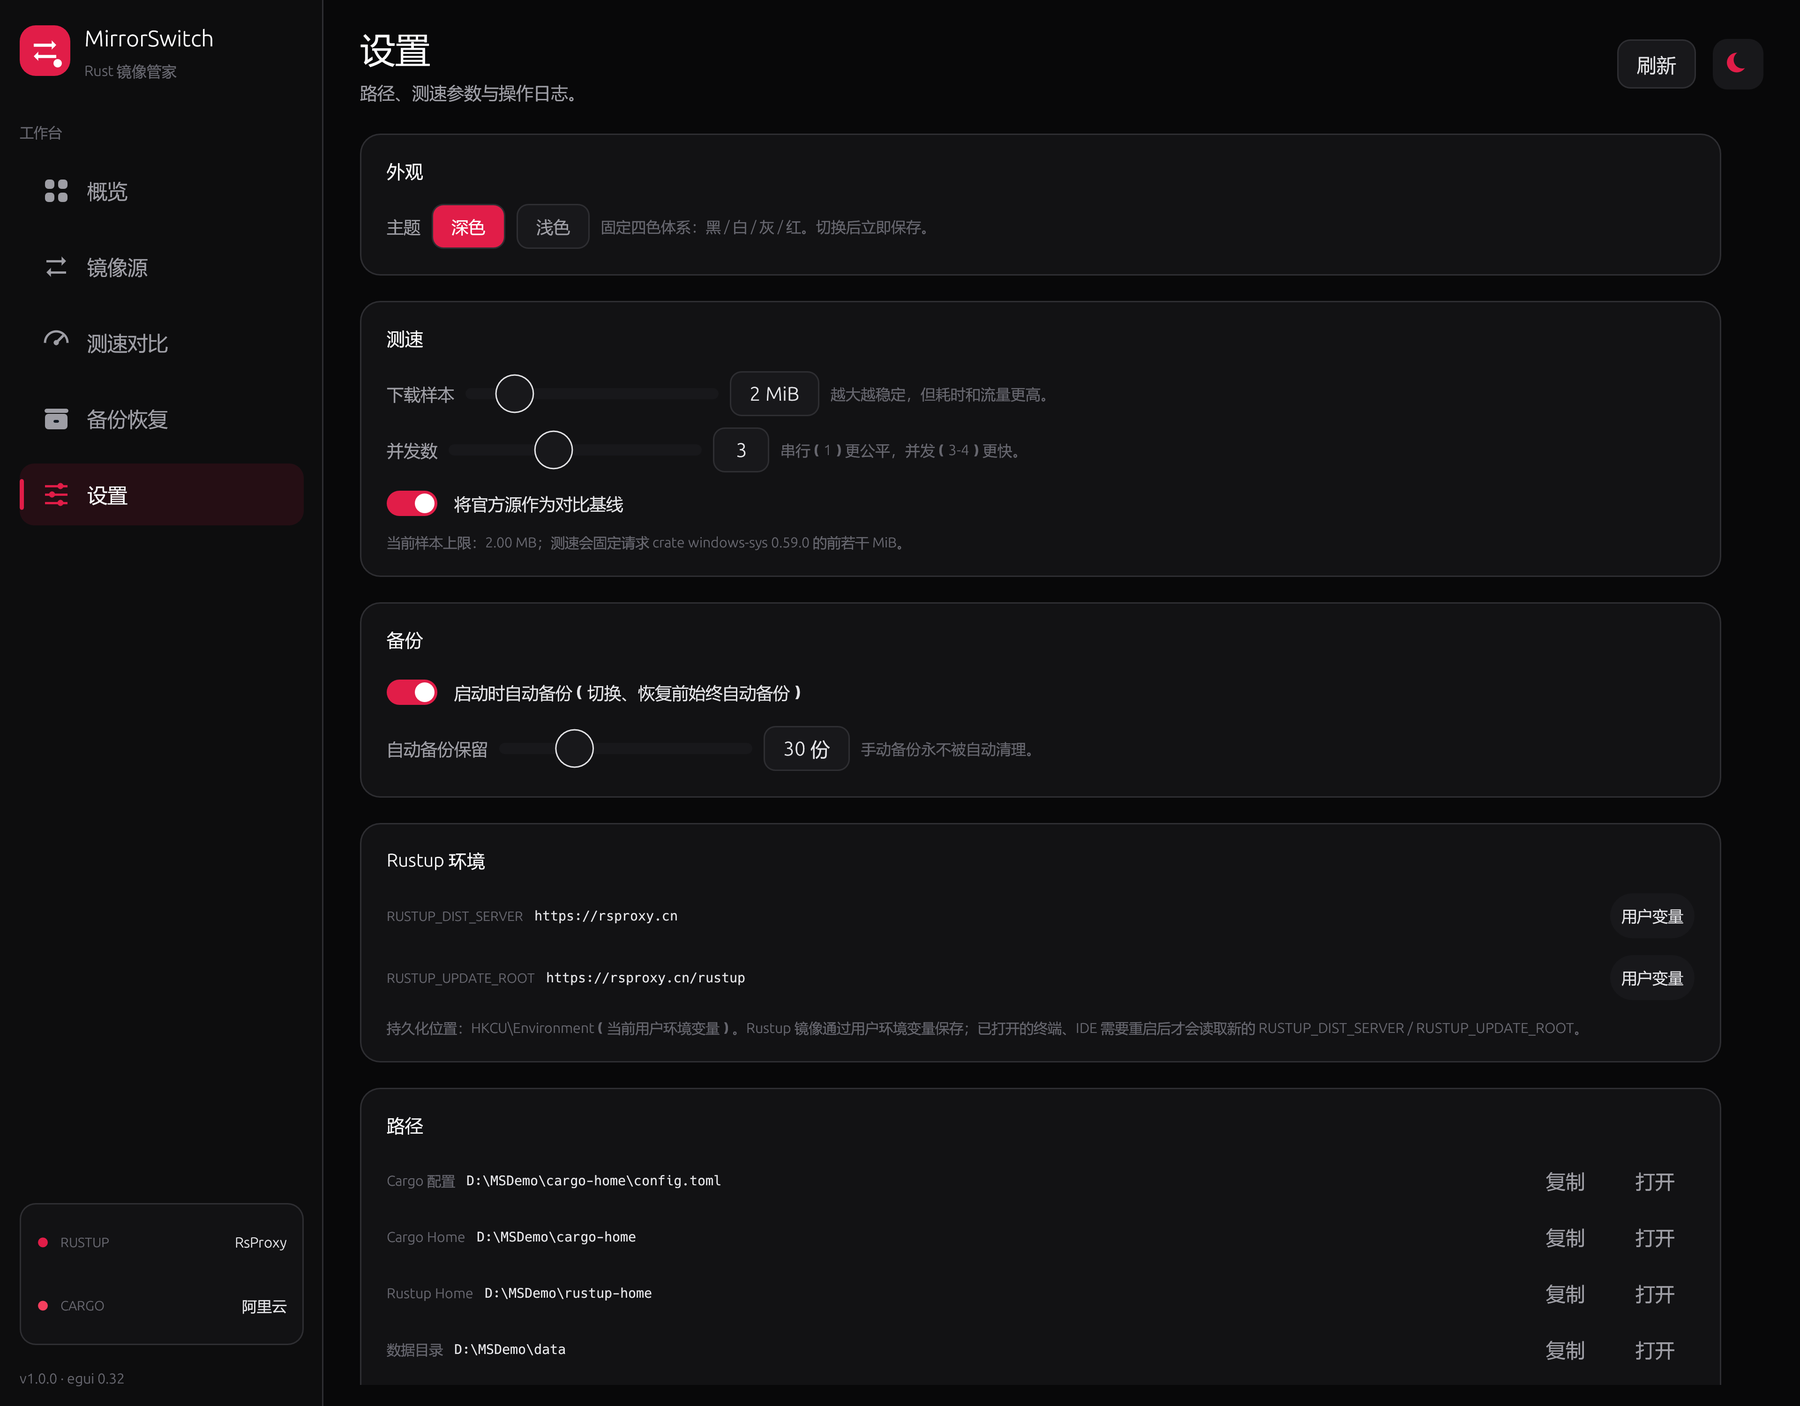 MirrorSwitch
Rust 镜像管家
工作台
概览
镜像源
测速对比
备份恢复
设置
RUSTUP RsProxy
CARGO 阿里云
v1.0.0 · egui 0.32
设置
路径、测速参数与操作日志。
刷新
外观
主题 深色 浅色 固定四色体系：黑 / 白 / 灰 / 红。切换后立即保存。
测速
下载样本 2 MiB 越大越稳定，但耗时和流量更高。
并发数 3 串行（1）更公平，并发（3-4）更快。
将官方源作为对比基线
当前样本上限：2.00 MB；测速会固定请求 crate windows-sys 0.59.0 的前若干 MiB。
备份
启动时自动备份（切换、恢复前始终自动备份）
自动备份保留 30 份 手动备份永不被自动清理。
Rustup 环境
RUSTUP_DIST_SERVER https://rsproxy.cn 用户变量
RUSTUP_UPDATE_ROOT https://rsproxy.cn/rustup 用户变量
持久化位置：HKCU\Environment（当前用户环境变量）。Rustup 镜像通过用户环境变量保存；已打开的终端、IDE 需要重启后才会读取新的 RUSTUP_DIST_SERVER / RUSTUP_UPDATE_ROOT。
路径
Cargo 配置 D:\MSDemo\cargo-home\config.toml 复制 打开
Cargo Home D:\MSDemo\cargo-home 复制 打开
Rustup Home D:\MSDemo\rustup-home 复制 打开
数据目录 D:\MSDemo\data 复制 打开